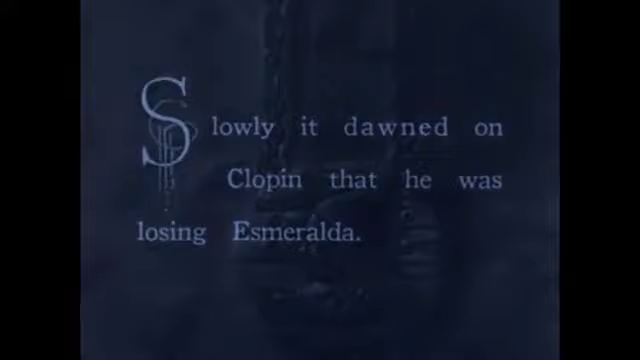 Slowly it dawned on
Clopin that he was
losing Esmeralda.